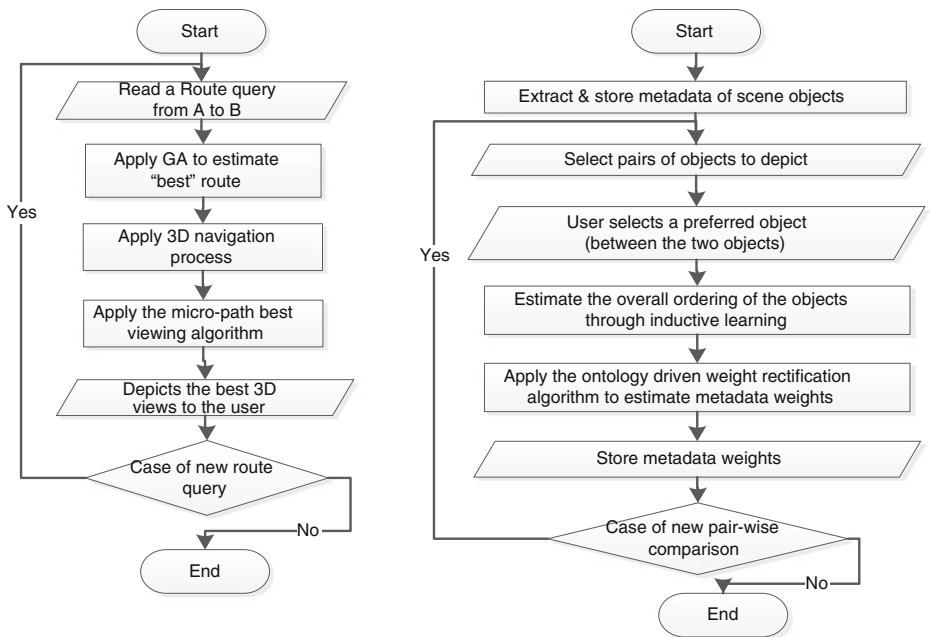 Start
Read a Route query
from A to B
Apply GA to estimate
“best” route
Yes
Apply 3D navigation
process
Apply the micro-path best
viewing algorithm
Depicts the best 3D
views to the user
Case of new route
query
No
End
Start
Extract & store metadata of scene objects
Select pairs of objects to depict
User selects a preferred object
(between the two objects)
Yes
Estimate the overall ordering of the objects
through inductive learning
Apply the ontology driven weight rectification
algorithm to estimate metadata weights
Store metadata weights
Case of new pair-wise
comparison
No
End